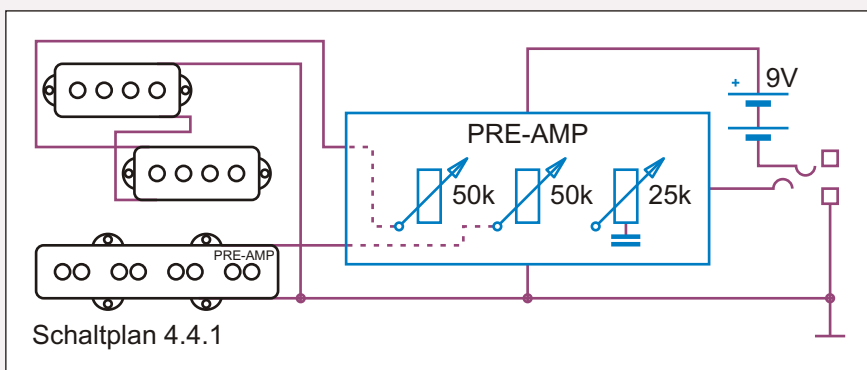 + 9V
PRE-AMP
50k 50k 25k
PRE-AMP
Schaltplan 4.4.1